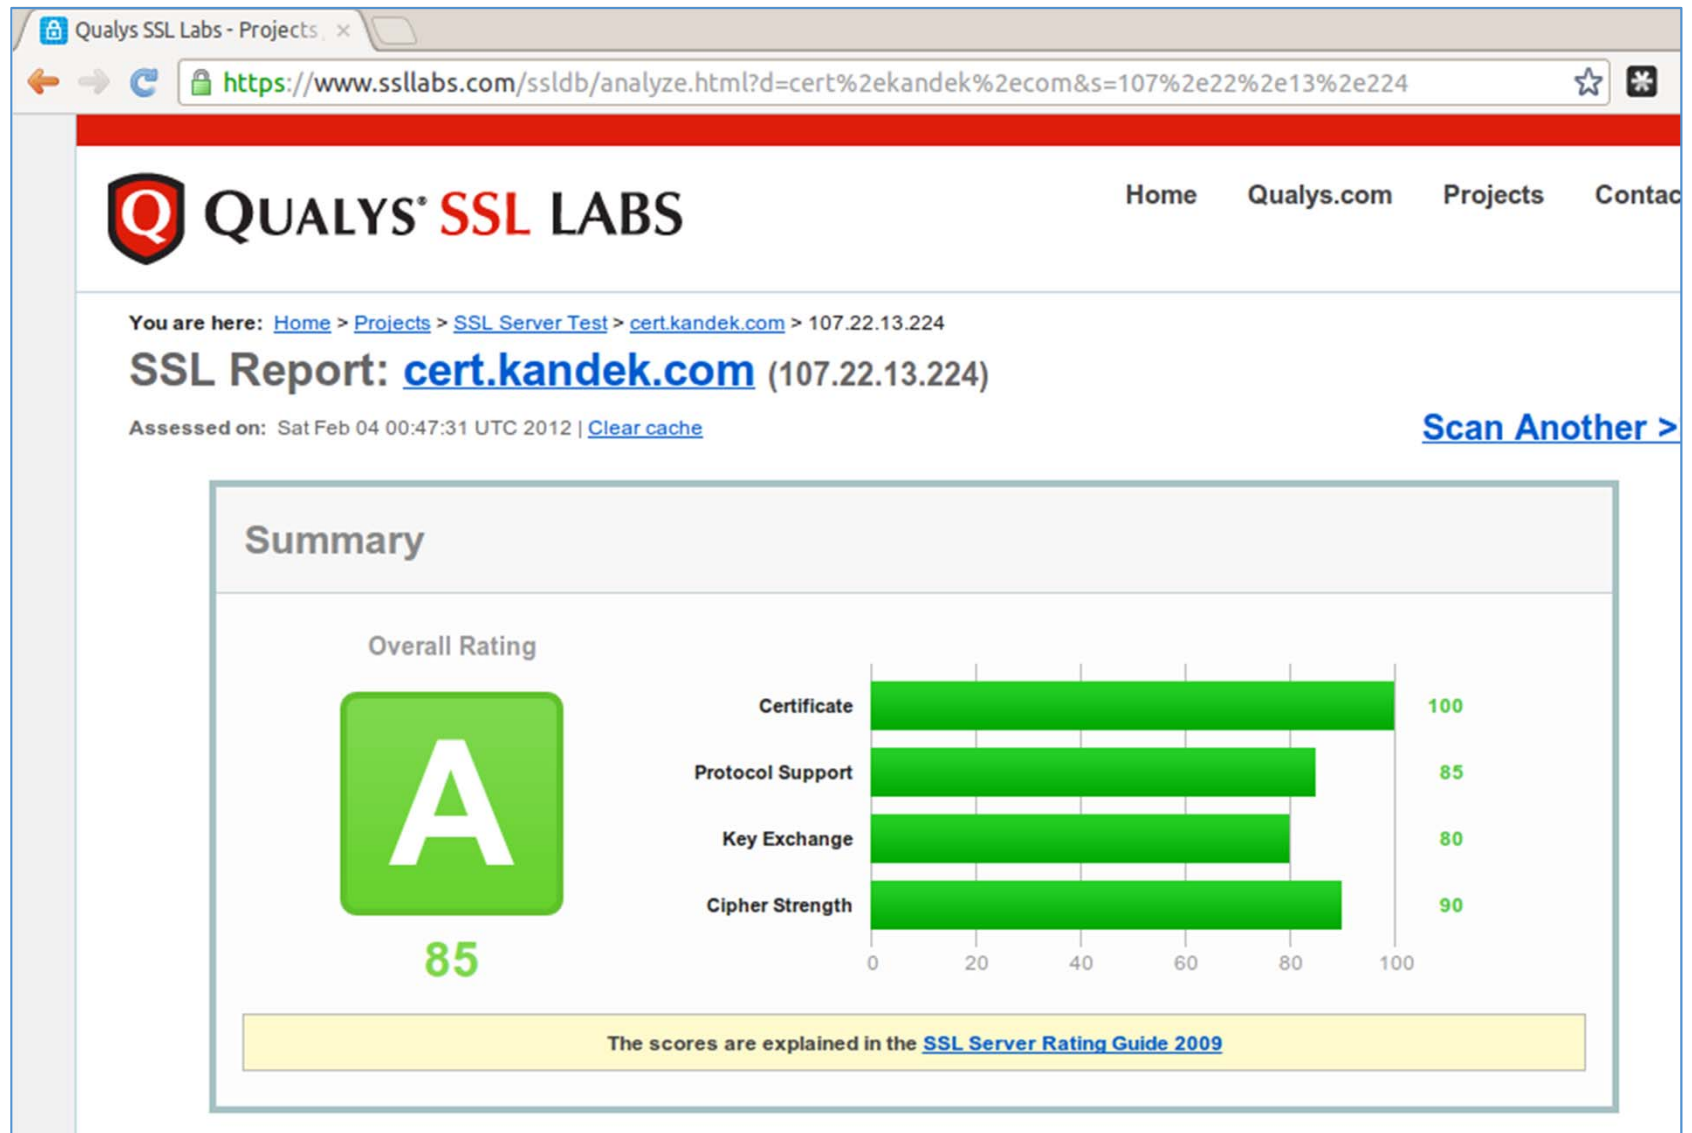 Qualys SSL Labs - Projects
https://www.ssllabs.com/ssldb/analyze.html?d=cert%2ekandek%2ecom&s=107%2e22%2e13%2e224
QUALYS® SSL LABS
Home Qualys.com Projects Contac
You are here: Home > Projects > SSL Server Test > cert.kandek.com > 107.22.13.224
SSL Report: cert.kandek.com (107.22.13.224)
Assessed on: Sat Feb 04 00:47:31 UTC 2012 | Clear cache
Scan Another >
Summary
Overall Rating
A
85
Certificate 100
Protocol Support 85
Key Exchange 80
Cipher Strength 90
0 20 40 60 80 100
The scores are explained in the SSL Server Rating Guide 2009